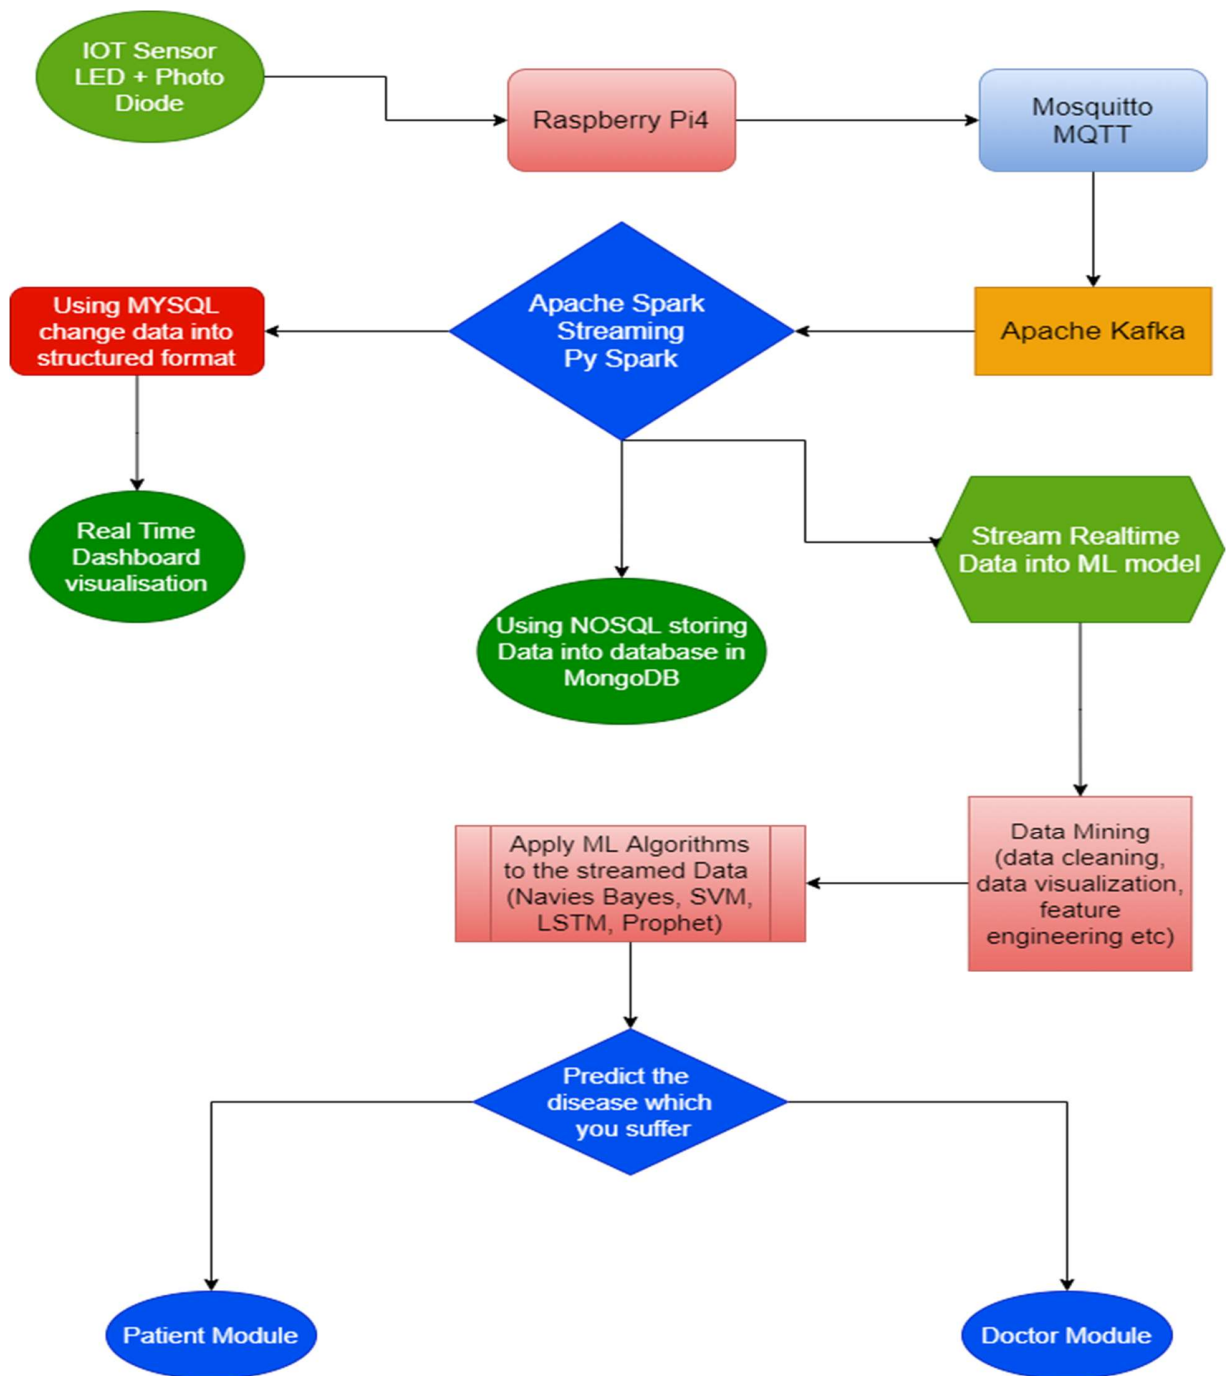 IOT Sensor
LED + Photo
Diode
Raspberry Pi4
Mosquitto
MQTT
Using MYSQL
change data into
structured format
Apache Spark
Streaming
Py Spark
Apache Kafka
Real Time
Dashboard
visualisation
Using NOSQL storing
Data into database in
MongoDB
Stream Realtime
Data into ML model
Apply ML Algorithms
to the streamed Data
(Navies Bayes, SVM,
LSTM, Prophet)
Data Mining
(data cleaning,
data visualization,
feature
engineering etc)
Predict the
disease which
you suffer
Patient Module
Doctor Module